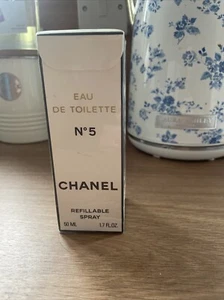 EAU
DE TOILETTE
N°5
CHANEL
REFILLABLE
SPRAY
50 ML 1.7 FL.OZ.